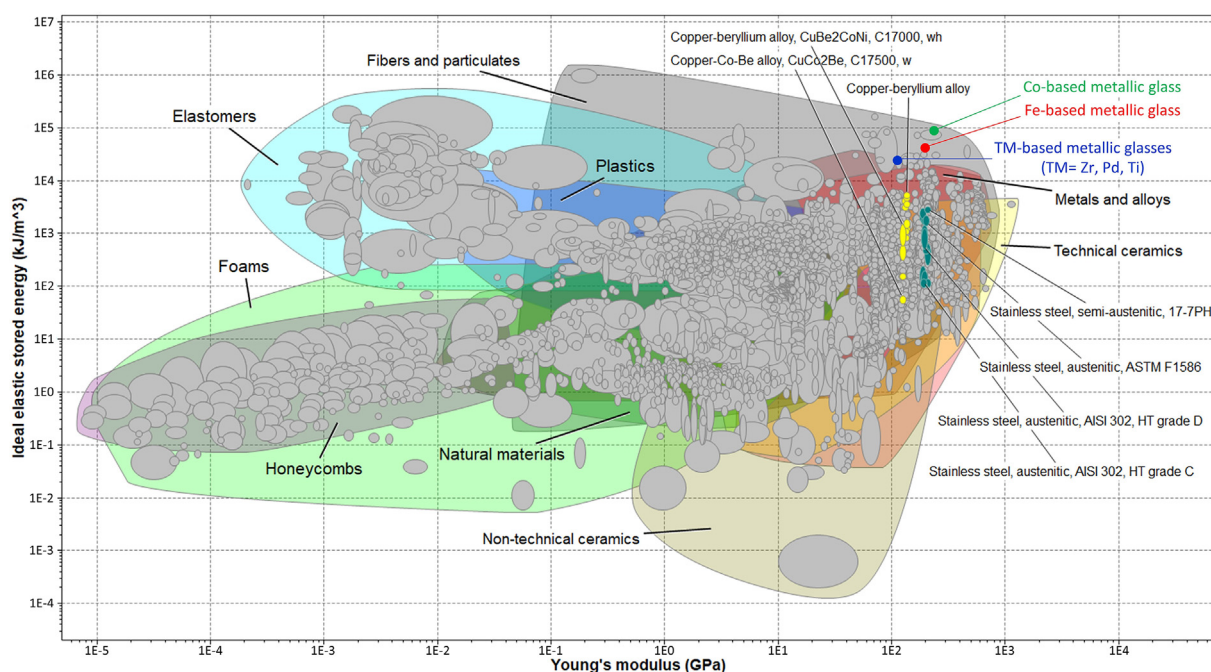 1E7
1E6
1E5
1E4
1E3
1E2
1E1
1E0
1E-1
1E-2
1E-3
1E-4
Ideal elastic stored energy (kJ/m^3)
Copper-beryllium alloy, CuBe2CoNi, C17000, wh
Copper-Co-Be alloy, CuCo2Be, C17500, w
Fibers and particulates
Copper-beryllium alloy
Co-based metallic glass
Fe-based metallic glass
Elastomers
TM-based metallic glasses
(TM= Zr, Pd, Ti)
Plastics
Metals and alloys
Technical ceramics
Foams
Stainless steel, semi-austenitic, 17-7PH
Stainless steel, austenitic, ASTM F1586
Stainless steel, austenitic, AISI 302, HT grade D
Natural materials
Honeycombs
Stainless steel, austenitic, AISI 302, HT grade C
Non-technical ceramics
1E-5
1E-4
1E-3
1E-2
1E-1
1E0
1E1
1E2
1E3
1E4
Young's modulus (GPa)